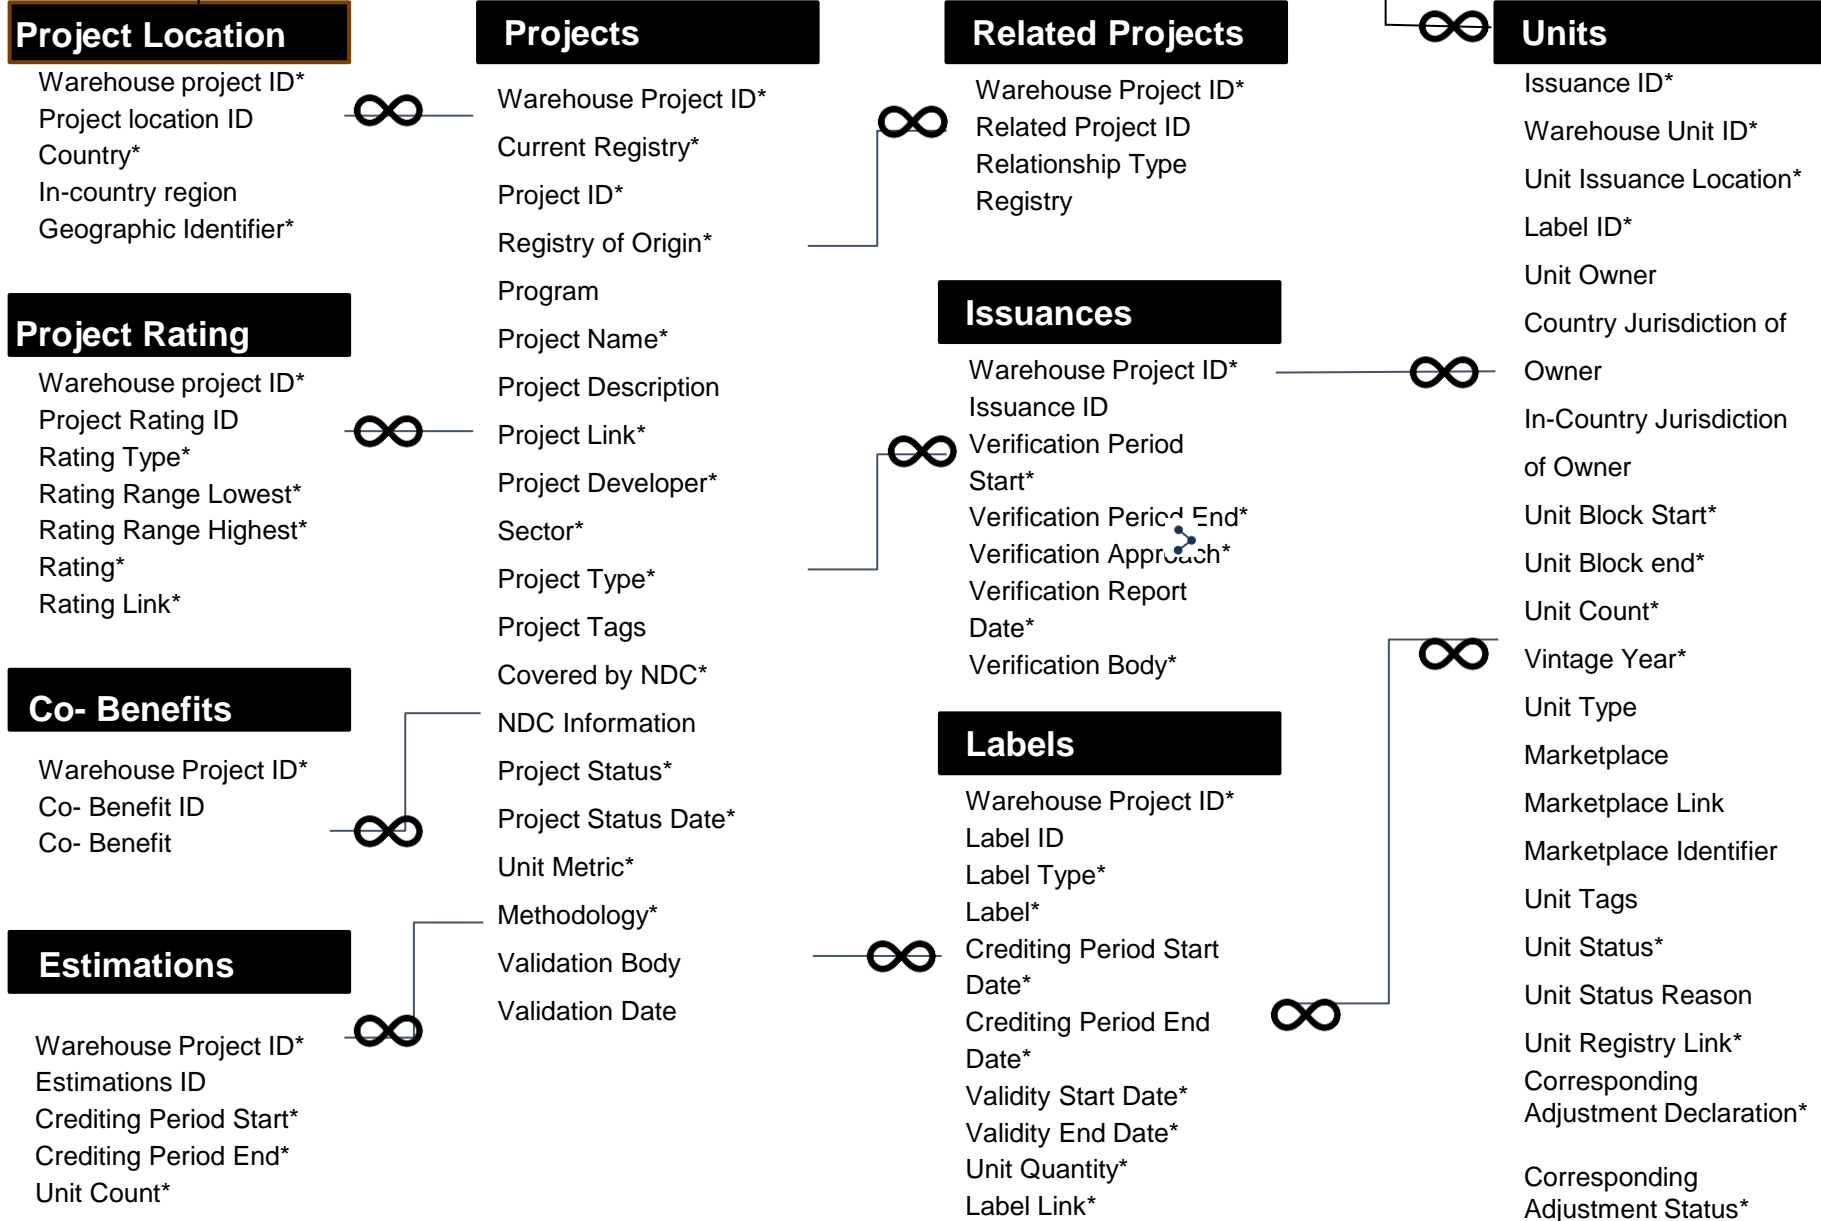 Project Location
Warehouse project ID*
Project location ID
Country*
In-country region
Geographic Identifier*
Project Rating
Warehouse project ID*
Project Rating ID
Rating Type*
Rating Range Lowest*
Rating Range Highest*
Rating*
Rating Link*
Co- Benefits
Warehouse Project ID*
Co- Benefit ID
Co- Benefit
Estimations
Warehouse Project ID*
Estimations ID
Crediting Period Start*
Crediting Period End*
Unit Count*
Projects
Warehouse Project ID*
Current Registry*
Project ID*
Registry of Origin*
Program
Project Name*
Project Description
Project Link*
Project Developer*
Sector*
Project Type*
Project Tags
Covered by NDC*
NDC Information
Project Status*
Project Status Date*
Unit Metric*
Methodology*
Validation Body
Validation Date
Related Projects
Warehouse Project ID*
Related Project ID
Relationship Type
Registry
Issuances
Warehouse Project ID*
Issuance ID
Verification Period
Start*
Verification Period End*
Verification Approach*
Verification Report
Date*
Verification Body*
Labels
Warehouse Project ID*
Label ID
Label Type*
Label*
Crediting Period Start
Date*
Crediting Period End
Date*
Validity Start Date*
Validity End Date*
Unit Quantity*
Label Link*
Units
Issuance ID*
Warehouse Unit ID*
Unit Issuance Location*
Label ID*
Unit Owner
Country Jurisdiction of
Owner
In-Country Jurisdiction
of Owner
Unit Block Start*
Unit Block end*
Unit Count*
Vintage Year*
Unit Type
Marketplace
Marketplace Link
Marketplace Identifier
Unit Tags
Unit Status*
Unit Status Reason
Unit Registry Link*
Corresponding
Adjustment Declaration*
Corresponding
Adjustment Status*